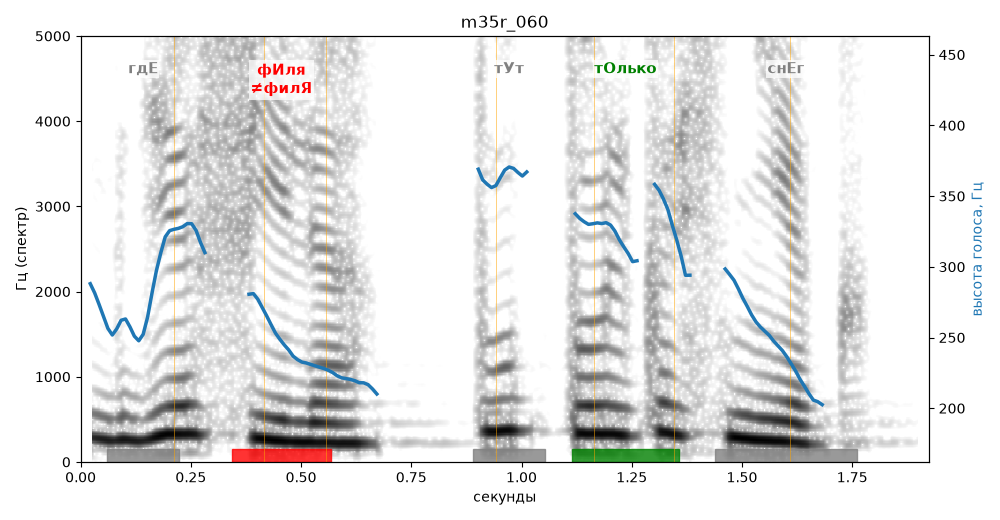 m35r_060
гдЕ
фИля
≠филЯ
тУт
тОлько
снЕг
5000
4000
3000
2000
1000
0
Гц (спектр)
450
400
350
300
250
200
высота голоса, Гц
0.00 0.25 0.50 0.75 1.00 1.25 1.50 1.75
секунды